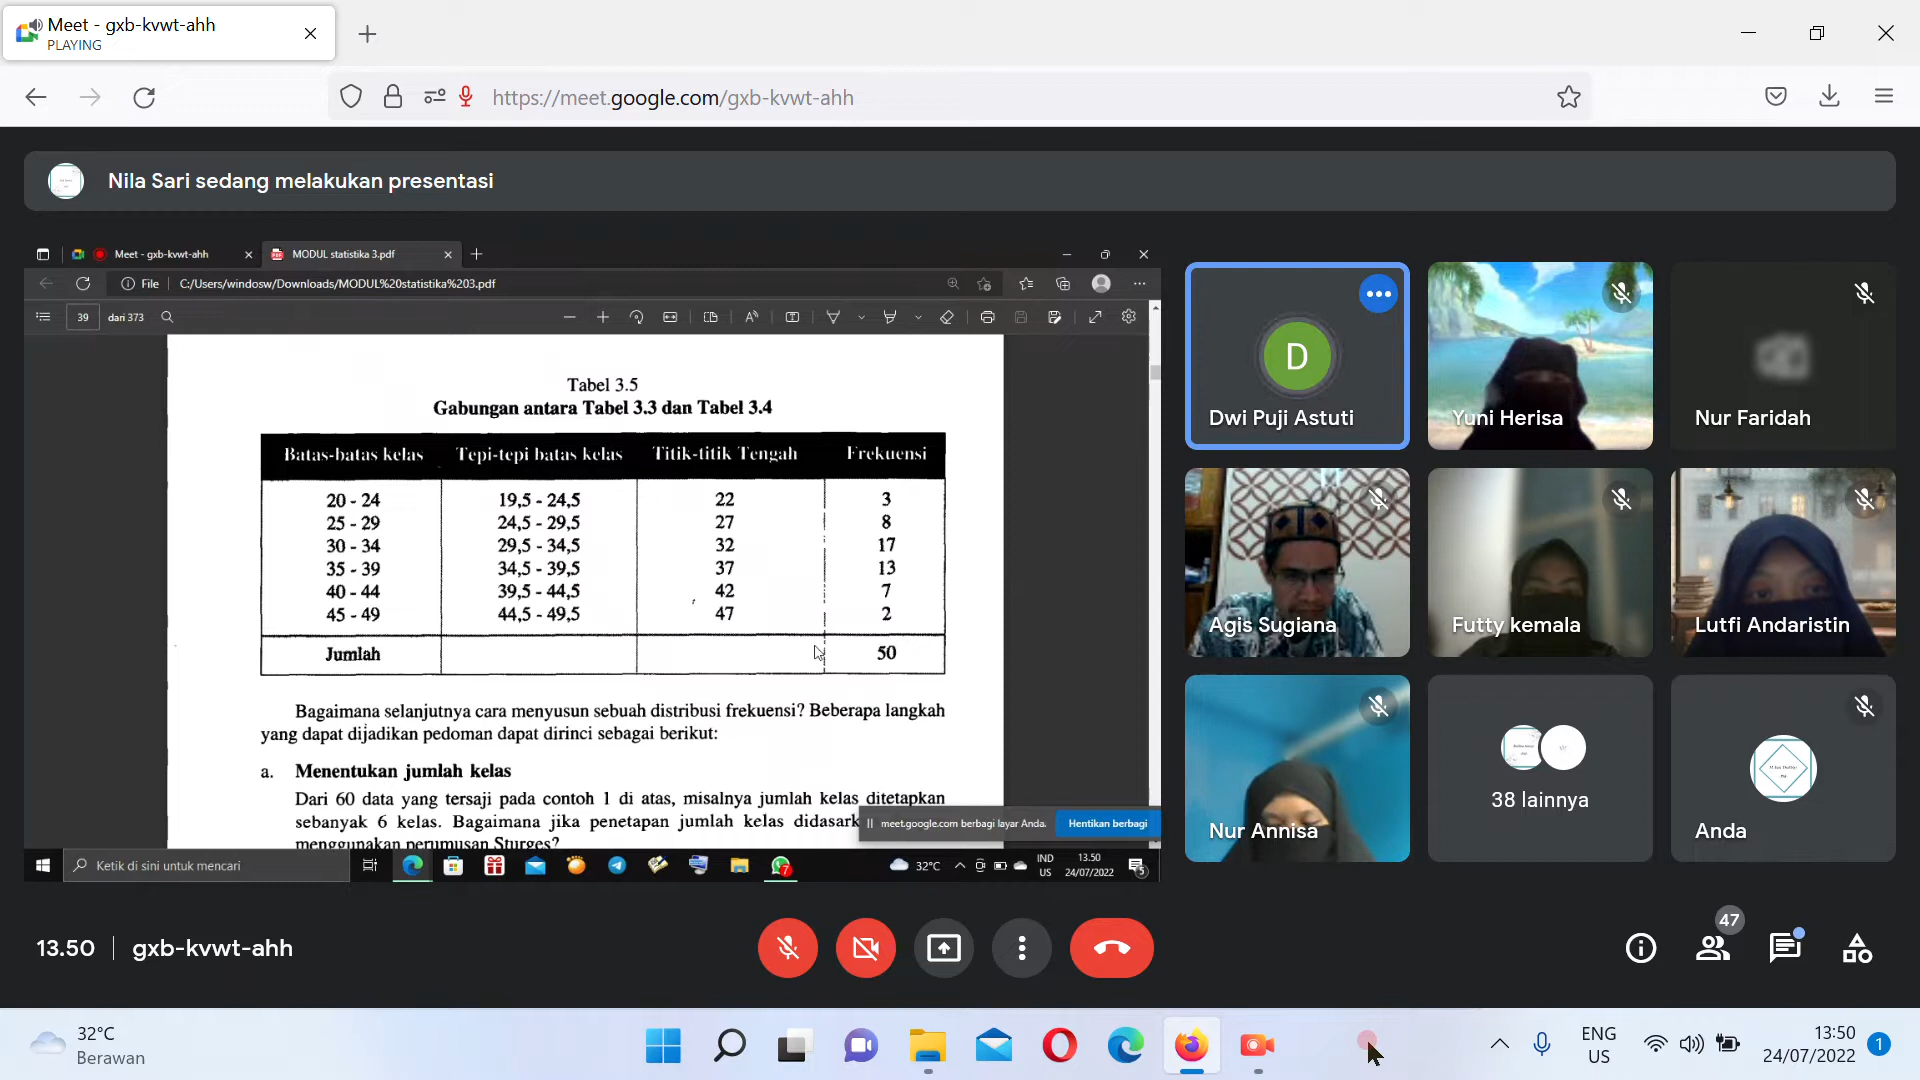 Meet - gxb-kvwt-ahh
PLAYING
https://meet.google.com/gxb-kvwt-ahh
Nila Sari sedang melakukan presentasi
Meet - gxb-kvwt-ahh
MODUL statistika 3.pdf
File
C:/Users/windosw/Downloads/MODUL%20statistika%203.pdf
39
dari 373
Tabel 3.5
Gabungan antara Tabel 3.3 dan Tabel 3.4
Batas-batas kelas Tepi-tepi batas kelas Titik-titik Tengah Frekuensi
20 - 24 19,5 - 24,5 22 3
25 - 29 24,5 - 29,5 27 8
30 - 34 29,5 - 34,5 32 17
35 - 39 34,5 - 39,5 37 13
40 - 44 39,5 - 44,5 42 7
45 - 49 44,5 - 49,5 47 2
Jumlah 50
Bagaimana selanjutnya cara menyusun sebuah distribusi frekuensi? Beberapa langkah
yang dapat dijadikan pedoman dapat dirinci sebagai berikut:
a. Menentukan jumlah kelas
Dari 60 data yang tersaji pada contoh 1 di atas, misalnya jumlah kelas ditetapkan
sebanyak 6 kelas. Bagaimana jika penetapan jumlah kelas didasark
menggunakan perumusan Sturges?
meet.google.com berbagi layar Anda.
Hentikan berbagi
Ketik di sini untuk mencari
7
32°C
IND
US
13.50
24/07/2022
5
D
Dwi Puji Astuti
Yuni Herisa
Nur Faridah
Agis Sugiana
Futty kemala
Lutfi Andaristin
Nur Annisa
38 lainnya
Anda
13.50
gxb-kvwt-ahh
47
32°C
Berawan
ENG
US
13:50
24/07/2022
1